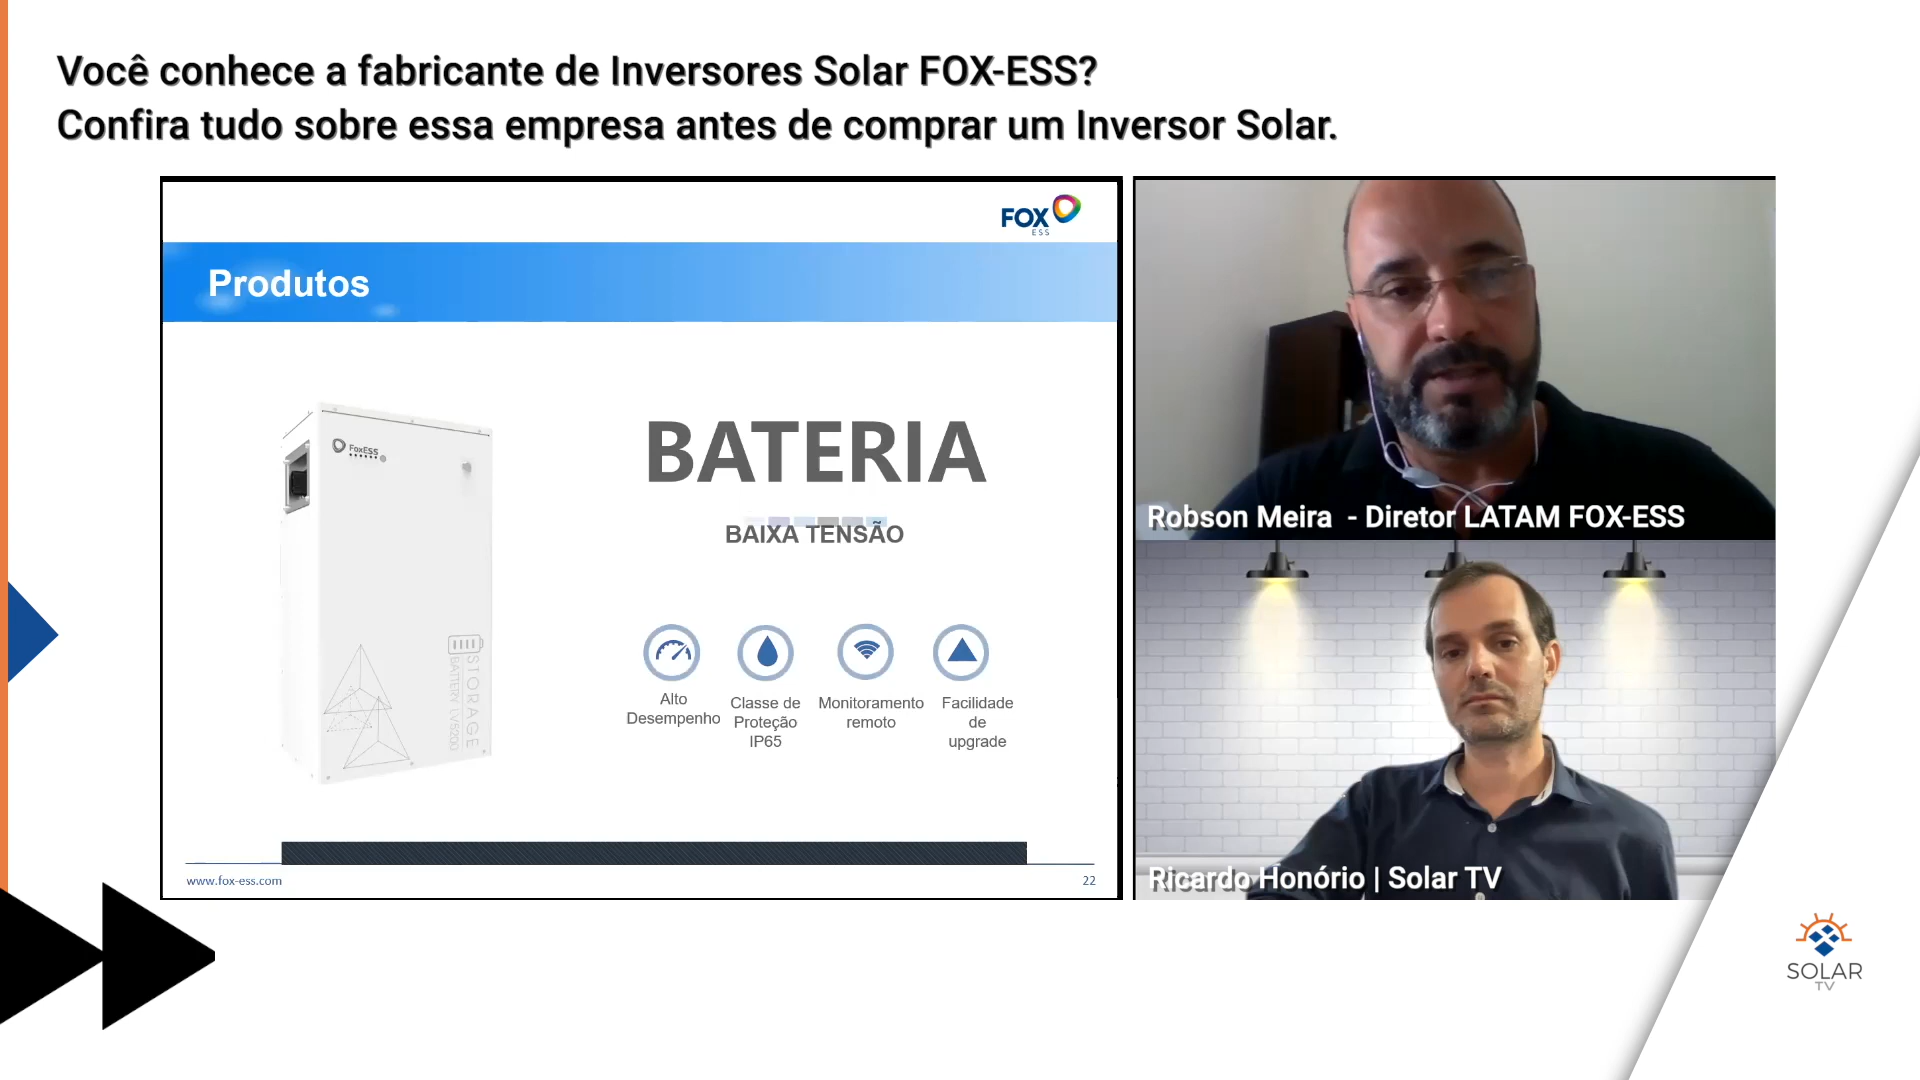 Você conhece a fabricante de Inversores Solar FOX-ESS?
Confira tudo sobre essa empresa antes de comprar um Inversor Solar.
FOX
ESS
Produtos
FoxESS
STORAGE
BATTERY LV5200
BATERIA
BAIXA TENSÃO
Alto
Desempenho
Classe de
Proteção
IP65
Monitoramento
remoto
Facilidade
de
upgrade
www.fox-ess.com
22
Robson Meira - Diretor LATAM FOX-ESS
Ricardo Honório | Solar TV
SOLAR
TV